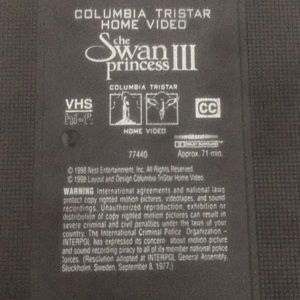 COLUMBIA TRISTAR
HOME VIDEO
the
Swan
princess III
COLUMBIA TRISTAR
VHS
Hi-Fi
CC
HOME VIDEO
DOLBY SURROUND
77440
Approx. 71 min.
© 1998 Nest Entertainment, Inc. All Rights Reserved.
© 1998 Layout and Design Columbia TriStar Home Video.
WARNING: International agreements and national laws
protect copy righted motion pictures, videotapes, and sound
recordings. Unauthorized reproduction, exhibition or
distribution of copy righted motion pictures can result in
severe criminal and civil penalties under the laws of your
country. The International Criminal Police Organization -
INTERPOL has expressed its concern about motion picture
and sound recording piracy to all of its member national police
forces. (Resolution adopted at INTERPOL General Assembly,
Stockholm, Sweden, September 8, 1977.)